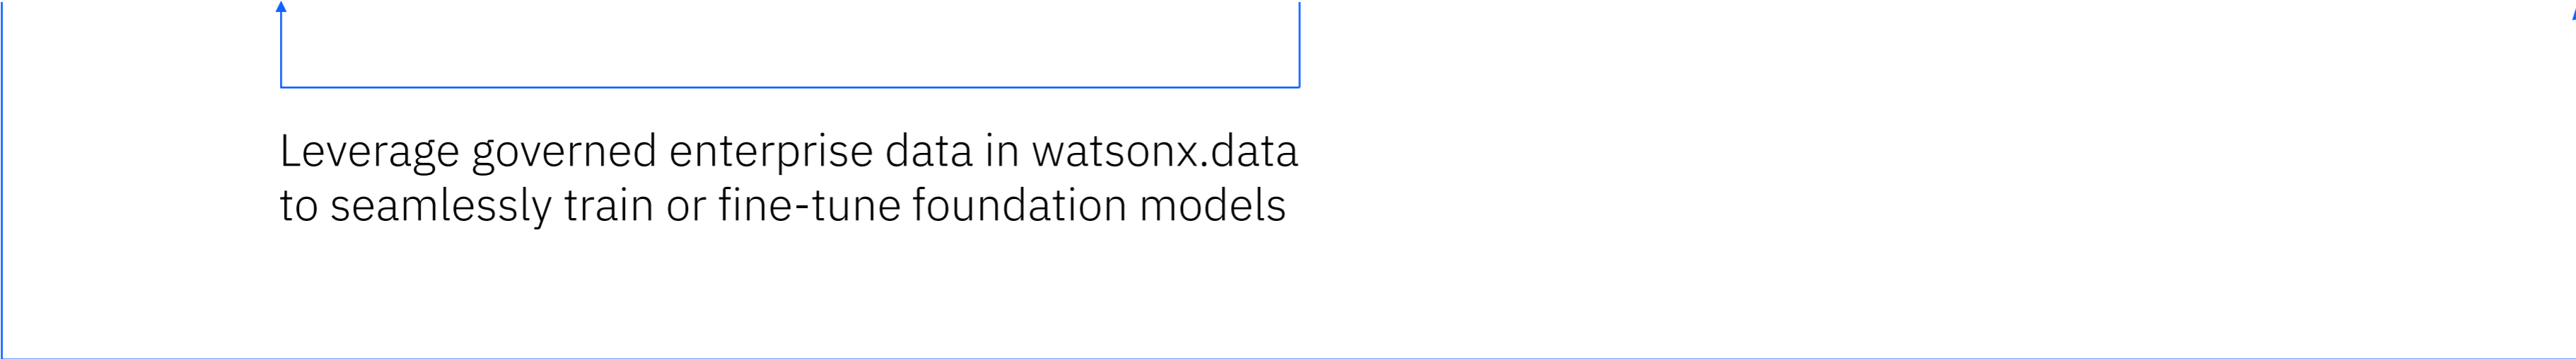 Leverage governed enterprise data in watsonx.data
to seamlessly train or fine-tune foundation models